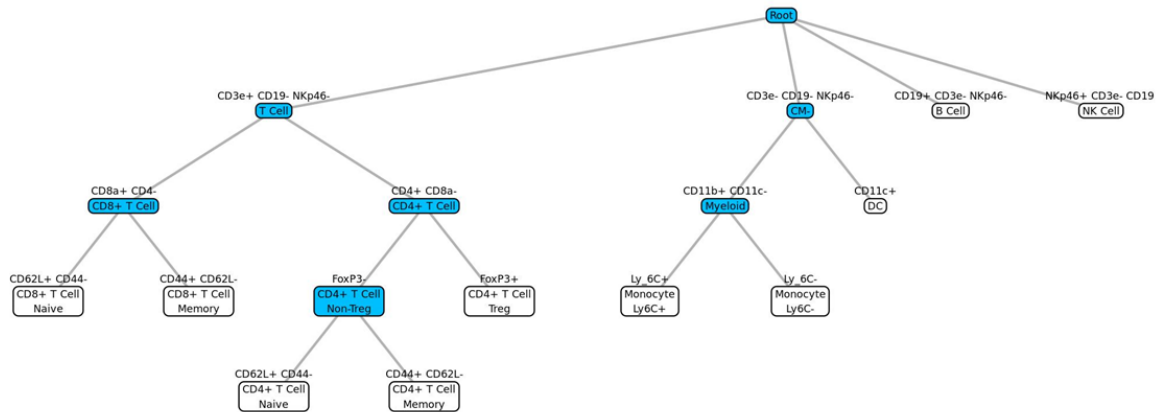 Root
CD3e+ CD19- NKp46-
T Cell
CD3e- CD19- NKp46-
CM-
CD19+ CD3e- NKp46-
B Cell
NKp46+ CD3e- CD19
NK Cell
CD8a+ CD4-
CD8+ T Cell
CD4+ CD8a-
CD4+ T Cell
CD11b+ CD11c-
Myeloid
CD11c+
DC
CD62L+ CD44-
CD8+ T Cell
Naive
CD44+ CD62L-
CD8+ T Cell
Memory
FoxP3-
CD4+ T Cell
Non-Treg
FoxP3+
CD4+ T Cell
Treg
Ly_6C+
Monocyte
Ly6C+
Ly_6C-
Monocyte
Ly6C-
CD62L+ CD44-
CD4+ T Cell
Naive
CD44+ CD62L-
CD4+ T Cell
Memory